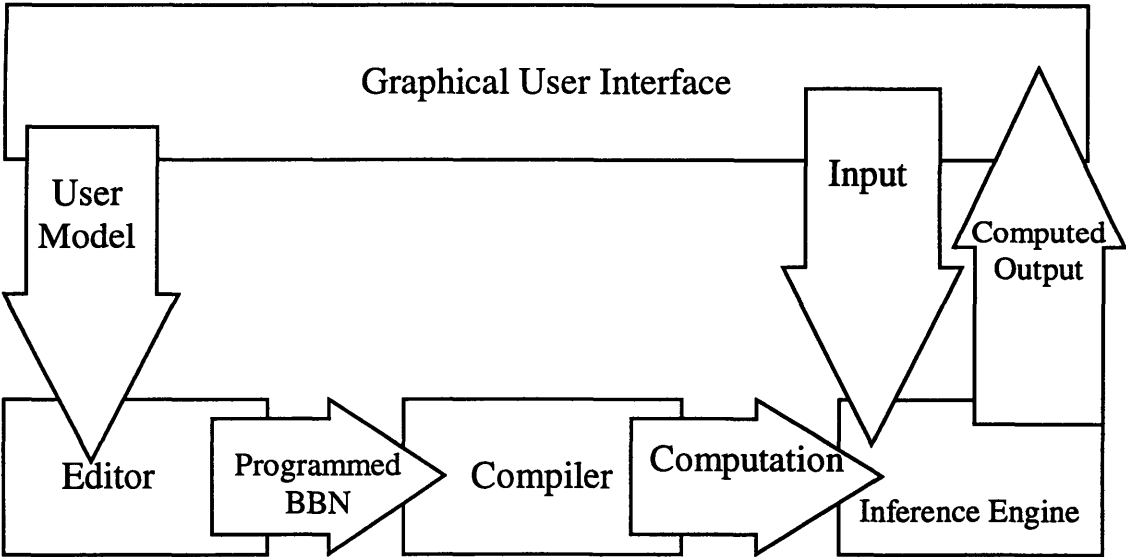 Graphical User Interface
User
Model
Input
Computed
Output
Editor
Programmed
BBN
Compiler
Computation
Inference Engine